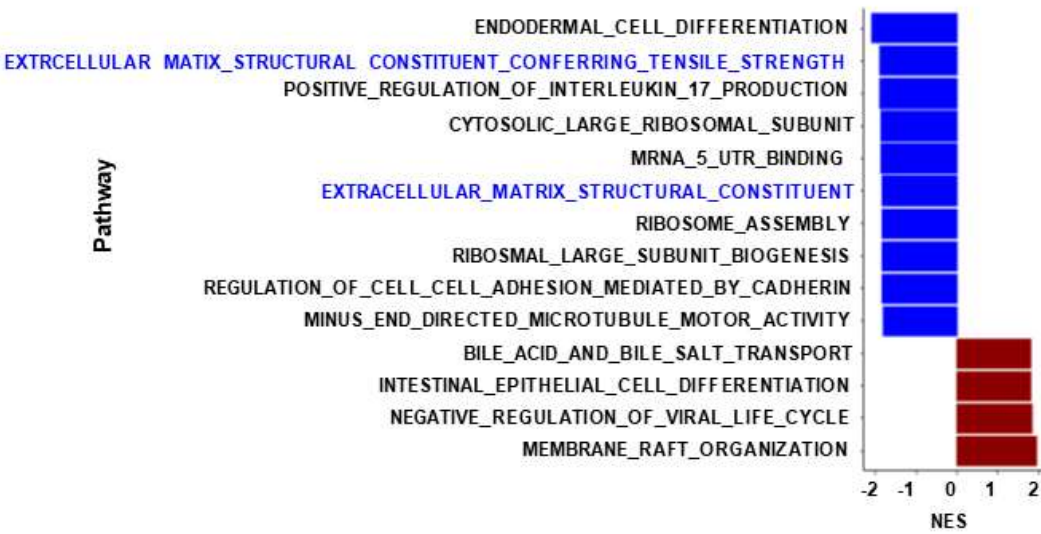 ENDODERMAL_CELL_DIFFERENTIATION
EXTRCELLULAR MATIX_STRUCTURAL CONSTITUENT_CONFERRING_TENSILE_STRENGTH
POSITIVE_REGULATION_OF_INTERLEUKIN_17_PRODUCTION
CYTOSOLIC_LARGE_RIBOSOMAL_SUBUNIT
MRNA_5_UTR_BINDING
EXTRACELLULAR_MATRIX_STRUCTURAL_CONSTITUENT
RIBOSOME_ASSEMBLY
RIBOSMAL_LARGE_SUBUNIT_BIOGENESIS
REGULATION_OF_CELL_CELL_ADHESION_MEDIATED_BY_CADHERIN
MINUS_END_DIRECTED_MICROTUBULE_MOTOR_ACTIVITY
BILE_ACID_AND_BILE_SALT_TRANSPORT
INTESTINAL_EPITHELIAL_CELL_DIFFERENTIATION
NEGATIVE_REGULATION_OF_VIRAL_LIFE_CYCLE
MEMBRANE_RAFT_ORGANIZATION
Pathway
-2 -1 0 1 2
NES